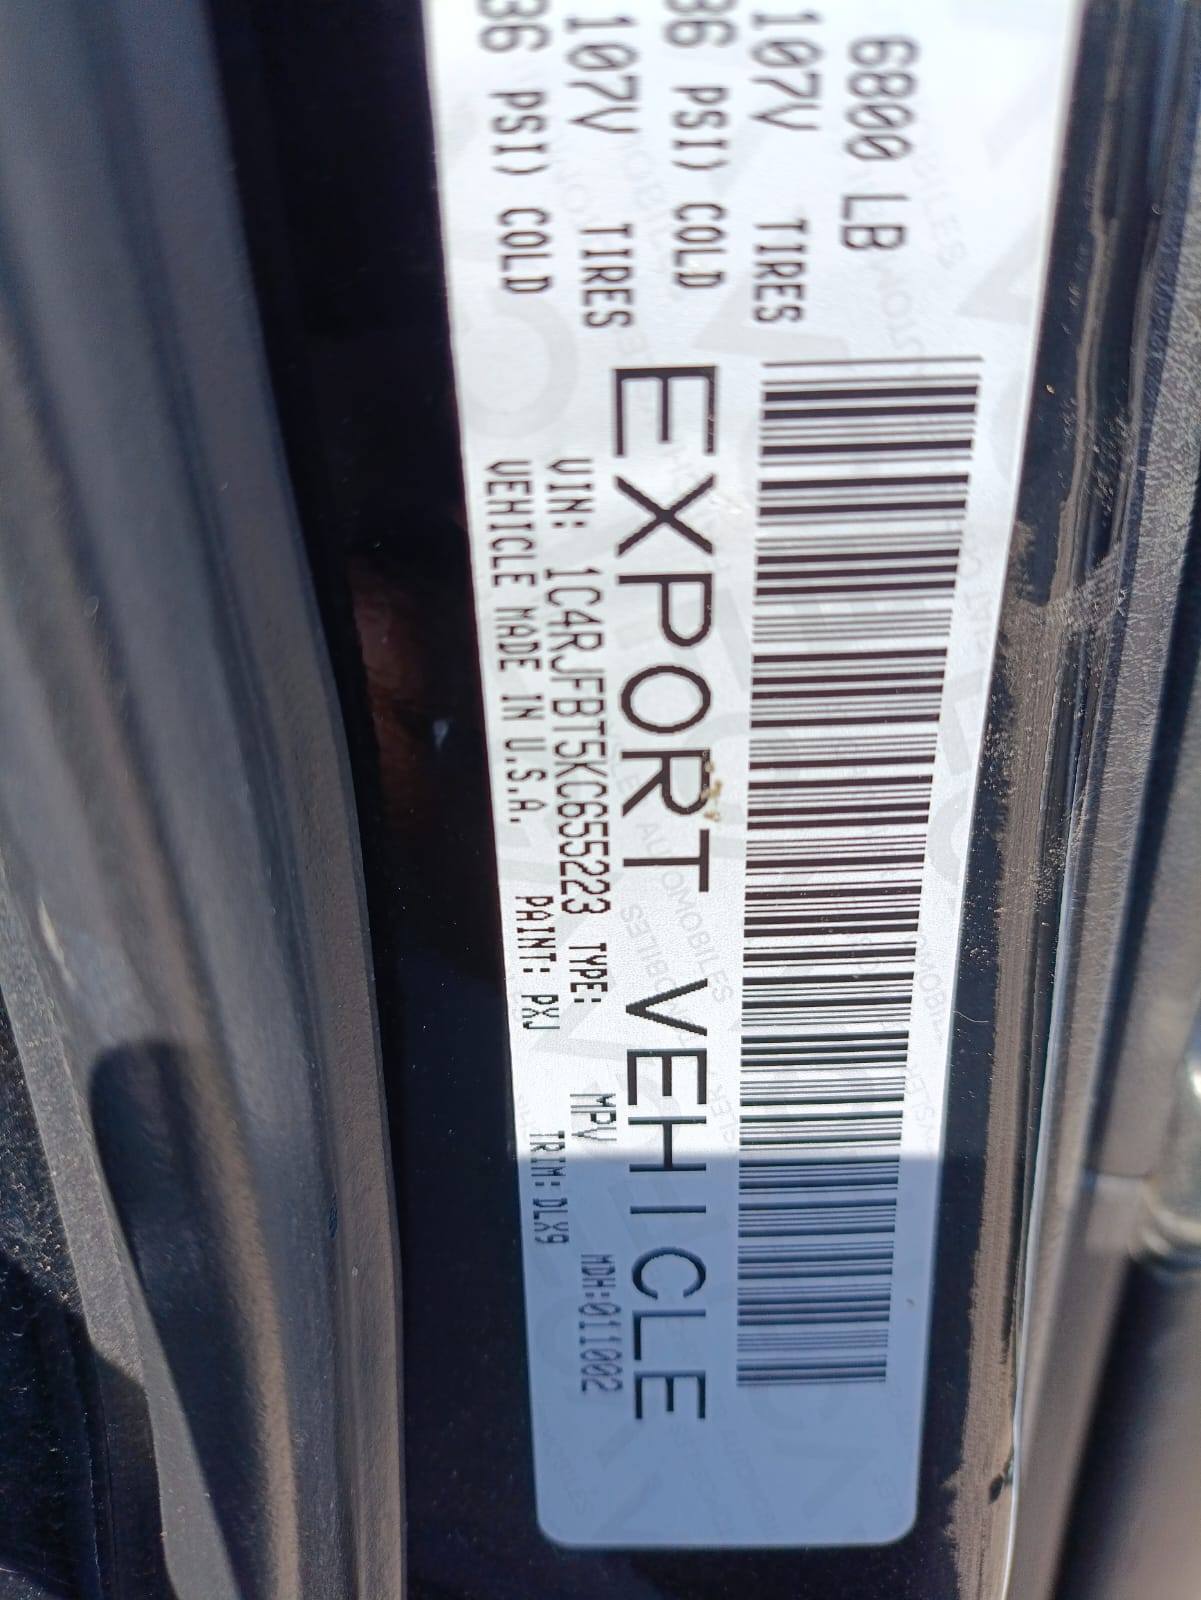 6800 LB
107V TIRES
36 PSI) COLD
107V TIRES
36 PSI) COLD
EXPORT VEHICLE
VIN: 1C4RJFBT5KC655223 TYPE: MPV MDH:011002
VEHICLE MADE IN U.S.A. PAINT: PXJ TRIM: DLX9